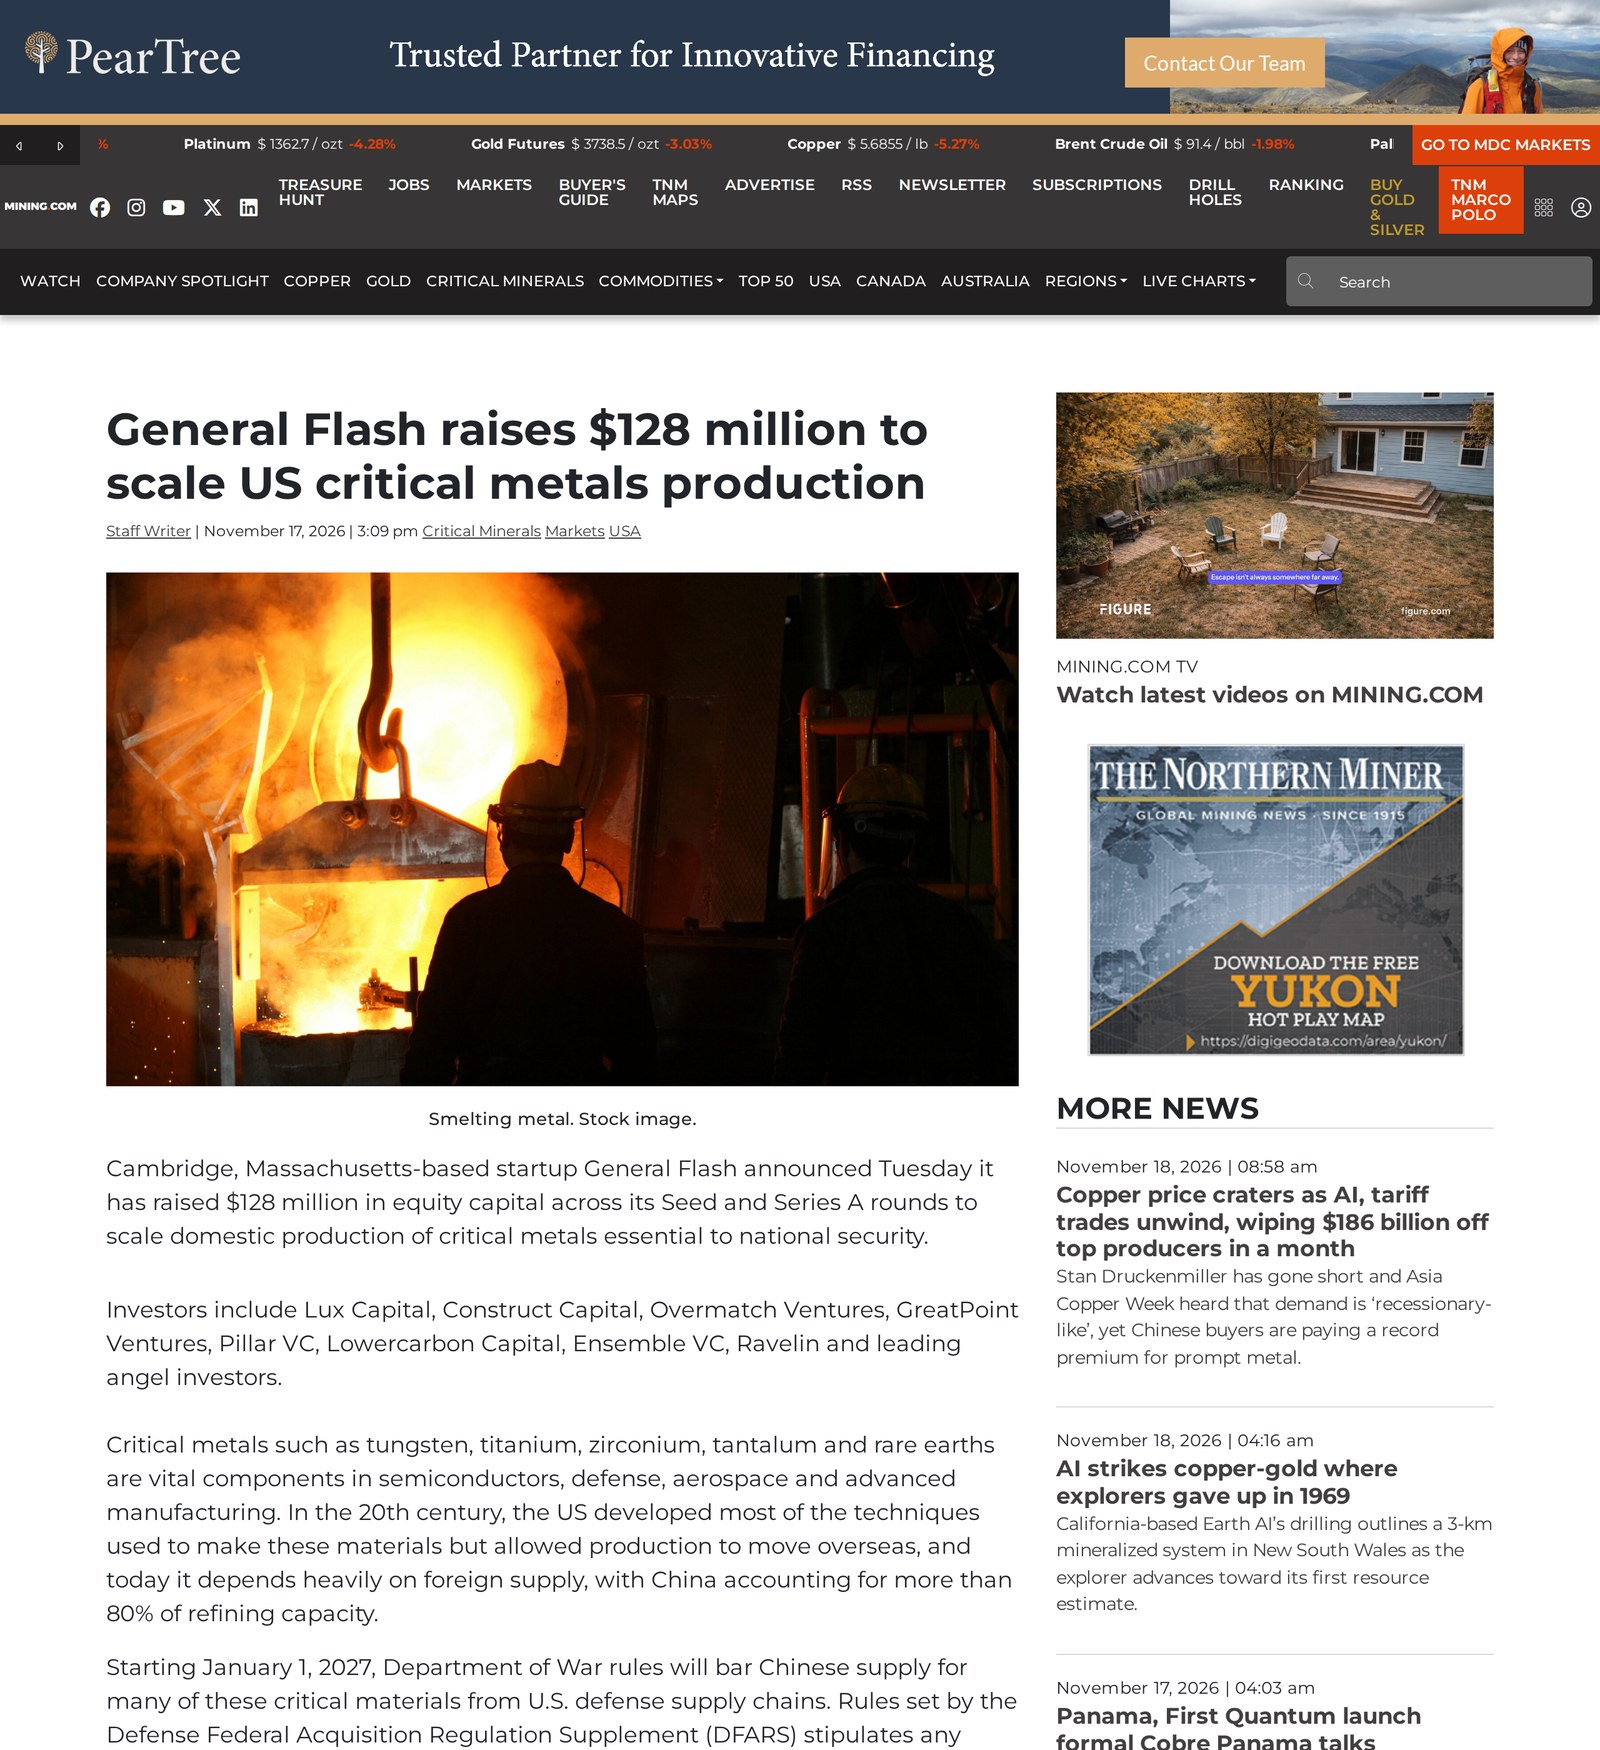 PearTree
Trusted Partner for Innovative Financing
Contact Our Team
%
Platinum $ 1362.7 / ozt -4.28%
Gold Futures $ 3738.5 / ozt -3.03%
Copper $ 5.6855 / lb -5.27%
Brent Crude Oil $ 91.4 / bbl -1.98%
Pal
GO TO MDC MARKETS
MINING.COM
TREASURE
HUNT
JOBS
MARKETS
BUYER'S
GUIDE
TNM
MAPS
ADVERTISE
RSS
NEWSLETTER
SUBSCRIPTIONS
DRILL
HOLES
RANKING
BUY
GOLD
&
SILVER
TNM
MARCO
POLO
WATCH COMPANY SPOTLIGHT COPPER GOLD CRITICAL MINERALS COMMODITIES TOP 50 USA CANADA AUSTRALIA REGIONS LIVE CHARTS
Search
General Flash raises $128 million to
scale US critical metals production
Staff Writer | November 17, 2026 | 3:09 pm Critical Minerals Markets USA
Smelting metal. Stock image.
Cambridge, Massachusetts-based startup General Flash announced Tuesday it
has raised $128 million in equity capital across its Seed and Series A rounds to
scale domestic production of critical metals essential to national security.
Investors include Lux Capital, Construct Capital, Overmatch Ventures, GreatPoint
Ventures, Pillar VC, Lowercarbon Capital, Ensemble VC, Ravelin and leading
angel investors.
Critical metals such as tungsten, titanium, zirconium, tantalum and rare earths
are vital components in semiconductors, defense, aerospace and advanced
manufacturing. In the 20th century, the US developed most of the techniques
used to make these materials but allowed production to move overseas, and
today it depends heavily on foreign supply, with China accounting for more than
80% of refining capacity.
Starting January 1, 2027, Department of War rules will bar Chinese supply for
many of these critical materials from U.S. defense supply chains. Rules set by the
Defense Federal Acquisition Regulation Supplement (DFARS) stipulates any
Escape isn't always somewhere far away.
FIGURE
figure.com
MINING.COM TV
Watch latest videos on MINING.COM
THE NORTHERN MINER
GLOBAL MINING NEWS · SINCE 1915
DOWNLOAD THE FREE
YUKON
HOT PLAY MAP
https://digigeodata.com/area/yukon/
MORE NEWS
November 18, 2026 | 08:58 am
Copper price craters as AI, tariff
trades unwind, wiping $186 billion off
top producers in a month
Stan Druckenmiller has gone short and Asia
Copper Week heard that demand is ‘recessionary-
like’, yet Chinese buyers are paying a record
premium for prompt metal.
November 18, 2026 | 04:16 am
AI strikes copper-gold where
explorers gave up in 1969
California-based Earth AI’s drilling outlines a 3-km
mineralized system in New South Wales as the
explorer advances toward its first resource
estimate.
November 17, 2026 | 04:03 am
Panama, First Quantum launch
formal Cobre Panama talks